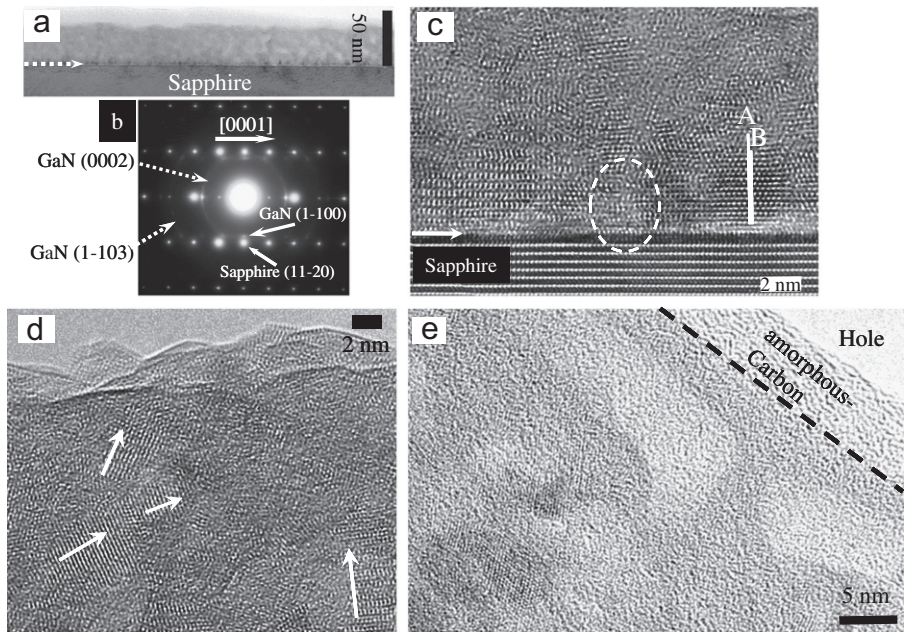 a
50 nm
Sapphire
b
[0001]
GaN (0002)
GaN (1-100)
GaN (1-103)
Sapphire (11-20)
c
A
B
Sapphire
2 nm
d
2 nm
e
Hole
amorphous-
Carbon
5 nm